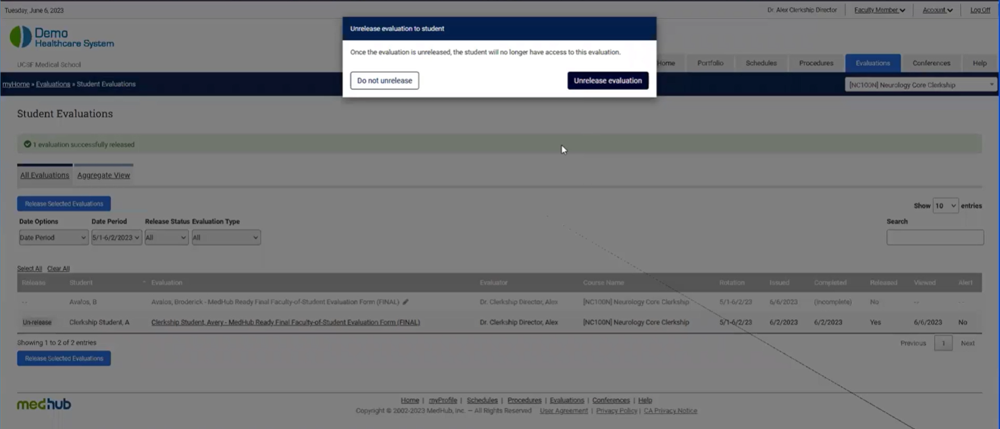 Tuesday, June 6, 2023
Dr. Alex Clerkship Director Faculty Member Account Log Off
Unrelease evaluation to student
Demo
Healthcare System
Once the evaluation is unreleased, the student will no longer have access to this evaluation.
UCSF Medical School
Home Portfolio Schedules Procedures Evaluations Conferences Help
Do not unrelease Unrelease evaluation
myHome » Evaluations » Student Evaluations
[NC100N] Neurology Core Clerkship
Student Evaluations
1 evaluation successfully released
All Evaluations Aggregate View
Release Selected Evaluations
Show 10 entries
Date Options Date Period Release Status Evaluation Type Search
Date Period 5/1-6/2/2023 All All
Select All Clear All
Release Student Evaluation Evaluator Course Name Rotation Issued Completed Released Viewed Alert
-- Avalos, B Avalos, Broderick - MedHub Ready Final Faculty-of-Student Evaluation Form (FINAL) Dr. Clerkship Director, Alex [NC100N] Neurology Core Clerkship 5/1-6/2/23 6/6/2023 (incomplete) No -- --
Un-release Clerkship Student, A Clerkship Student, Avery - MedHub Ready Final Faculty-of-Student Evaluation Form (FINAL) Dr. Clerkship Director, Alex [NC100N] Neurology Core Clerkship 5/1-6/2/23 6/2/2023 6/2/2023 Yes 6/6/2023 No
Showing 1 to 2 of 2 entries
Previous 1 Next
Release Selected Evaluations
medhub
Home | myProfile | Schedules | Procedures | Evaluations | Conferences | Help
Copyright © 2002-2023 MedHub, Inc. — All Rights Reserved User Agreement | Privacy Policy | CA Privacy Notice